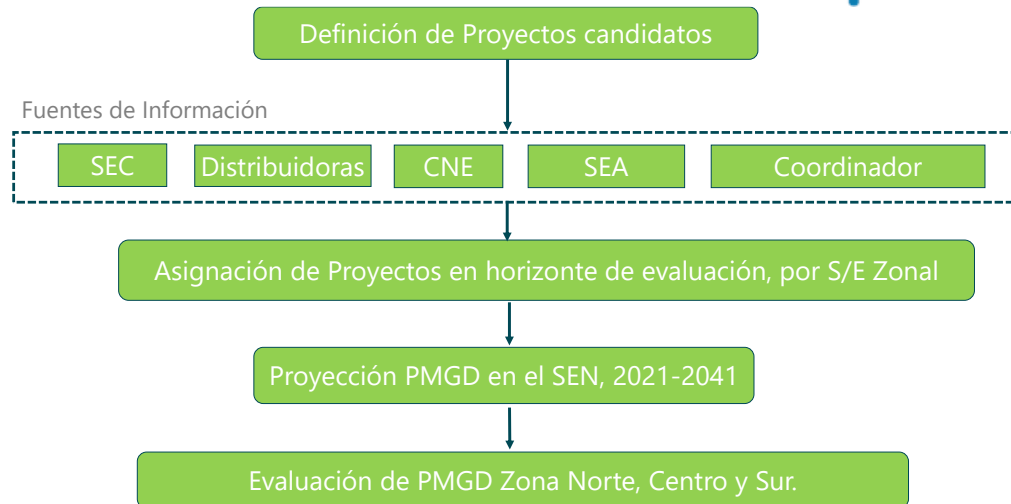 Definición de Proyectos candidatos
Fuentes de Información
SEC
Distribuidoras
CNE
SEA
Coordinador
Asignación de Proyectos en horizonte de evaluación, por S/E Zonal
Proyección PMGD en el SEN, 2021-2041
Evaluación de PMGD Zona Norte, Centro y Sur.